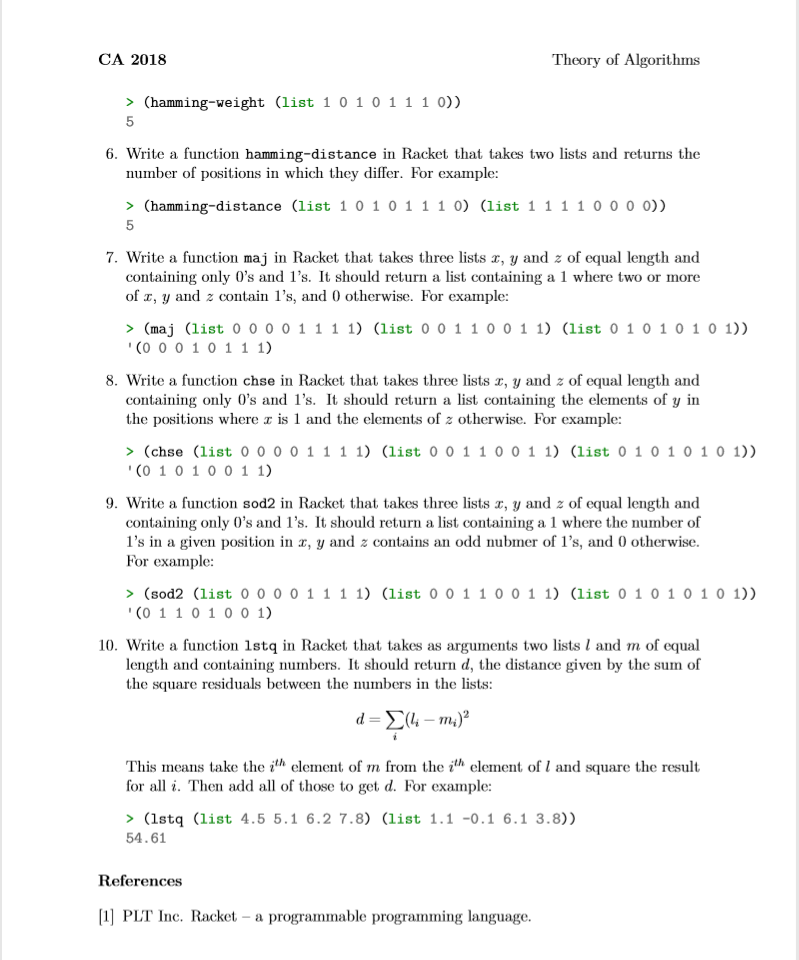 CA 2018
Theory of Algorithms
> (hamming-weight (list 1 0 1 0 1 1 1 0))
5
6. Write a function hamming-distance in Racket that takes two lists and returns the
number of positions in which they differ. For example:
> (hamming-distance (list 1 0 1 0 1 1 1 0) (list 1 1 1 1 0 0 0 0))
5
7. Write a function maj in Racket that takes three lists x, y and z of equal length and
containing only 0's and 1's. It should return a list containing a 1 where two or more
of x, y and z contain 1's, and 0 otherwise. For example:
> (maj (list 0 0 0 0 1 1 1 1) (list 0 0 1 1 0 0 1 1) (list 0 1 0 1 0 1 0 1))
'(0 0 0 1 0 1 1 1)
8. Write a function chse in Racket that takes three lists x, y and z of equal length and
containing only 0's and 1's. It should return a list containing the elements of y in
the positions where x is 1 and the elements of z otherwise. For example:
> (chse (list 0 0 0 0 1 1 1 1) (list 0 0 1 1 0 0 1 1) (list 0 1 0 1 0 1 0 1))
'(0 1 0 1 0 0 1 1)
9. Write a function sod2 in Racket that takes three lists x, y and z of equal length and
containing only 0's and 1's. It should return a list containing a 1 where the number of
1's in a given position in x, y and z contains an odd nubmer of 1's, and 0 otherwise.
For example:
> (sod2 (list 0 0 0 0 1 1 1 1) (list 0 0 1 1 0 0 1 1) (list 0 1 0 1 0 1 0 1))
'(0 1 1 0 1 0 0 1)
10. Write a function lstq in Racket that takes as arguments two lists l and m of equal
length and containing numbers. It should return d, the distance given by the sum of
the square residuals between the numbers in the lists:
d = ∑(lᵢ − mᵢ)²
i
This means take the iᵗʰ element of m from the iᵗʰ element of l and square the result
for all i. Then add all of those to get d. For example:
> (lstq (list 4.5 5.1 6.2 7.8) (list 1.1 -0.1 6.1 3.8))
54.61
References
[1] PLT Inc. Racket – a programmable programming language.